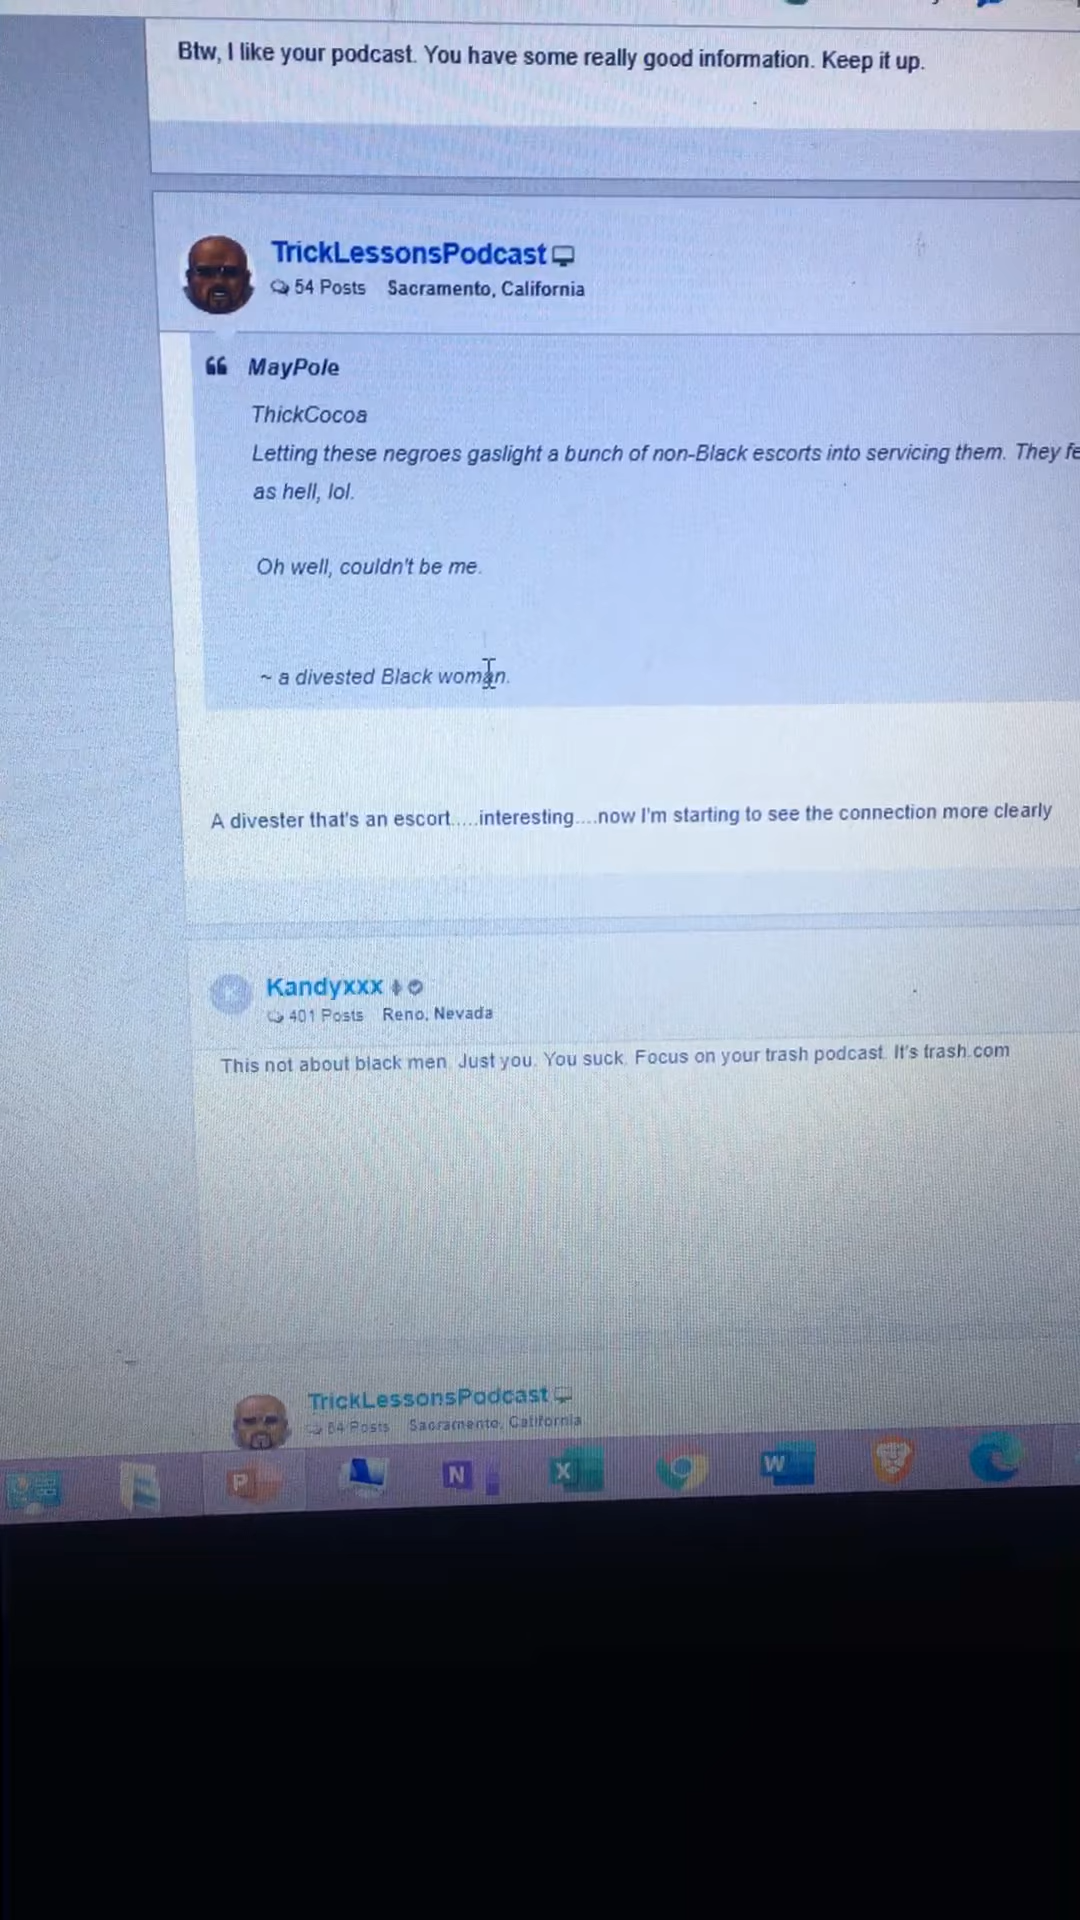 Btw, I like your podcast. You have some really good information. Keep it up.
TrickLessonsPodcast
54 Posts Sacramento, California
MayPole
ThickCocoa
Letting these negroes gaslight a bunch of non-Black escorts into servicing them. They
as hell, lol.
Oh well, couldn't be me.
~ a divested Black woman.
A divester that's an escort.....interesting....now I'm starting to see the connection more clearly
Kandyxxx
401 Posts Reno, Nevada
This not about black men. Just you. You suck. Focus on your trash podcast. It's trash.com
TrickLessonsPodcast
54 Posts Sacramento, California
P
N
X
W